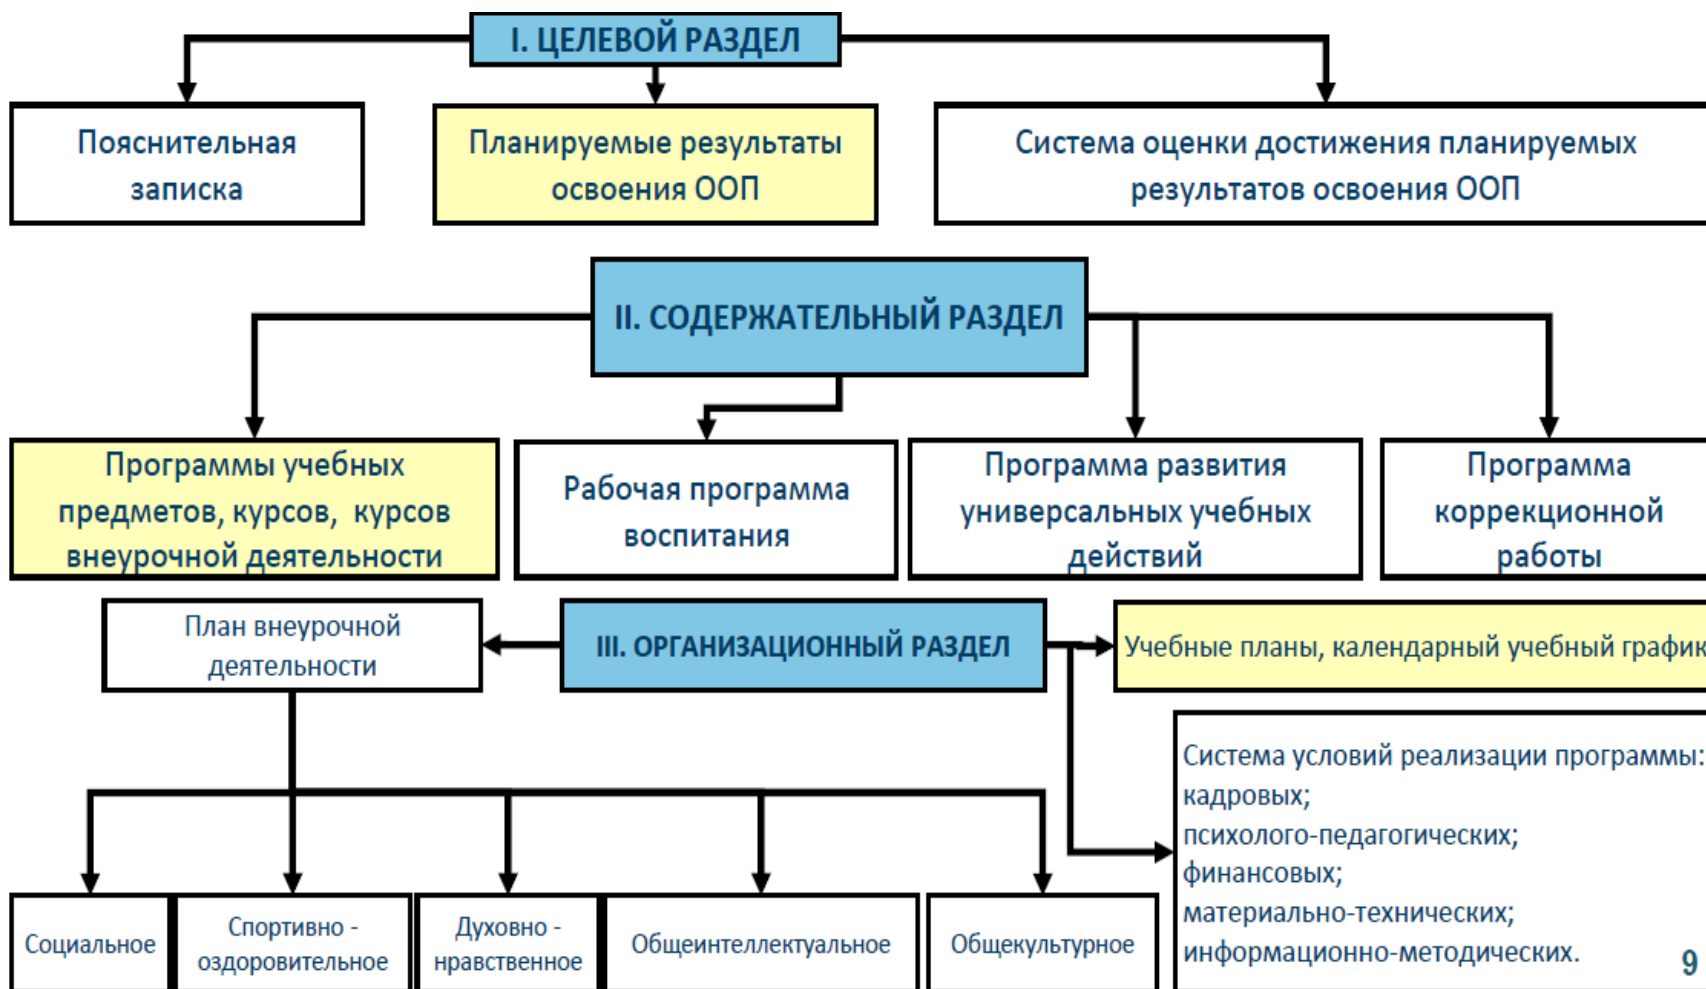 I. ЦЕЛЕВОЙ РАЗДЕЛ
Пояснительная
записка
Планируемые результаты
освоения ООП
Система оценки достижения планируемых
результатов освоения ООП
II. СОДЕРЖАТЕЛЬНЫЙ РАЗДЕЛ
Программы учебных
предметов, курсов, курсов
внеурочной деятельности
Рабочая программа
воспитания
Программа развития
универсальных учебных
действий
Программа
коррекционной
работы
План внеурочной
деятельности
III. ОРГАНИЗАЦИОННЫЙ РАЗДЕЛ
Учебные планы, календарный учебный график
Система условий реализации программы:
кадровых;
психолого-педагогических;
финансовых;
материально-технических;
информационно-методических.
Социальное
Спортивно -
оздоровительное
Духовно -
нравственное
Общеинтеллектуальное
Общекультурное
9